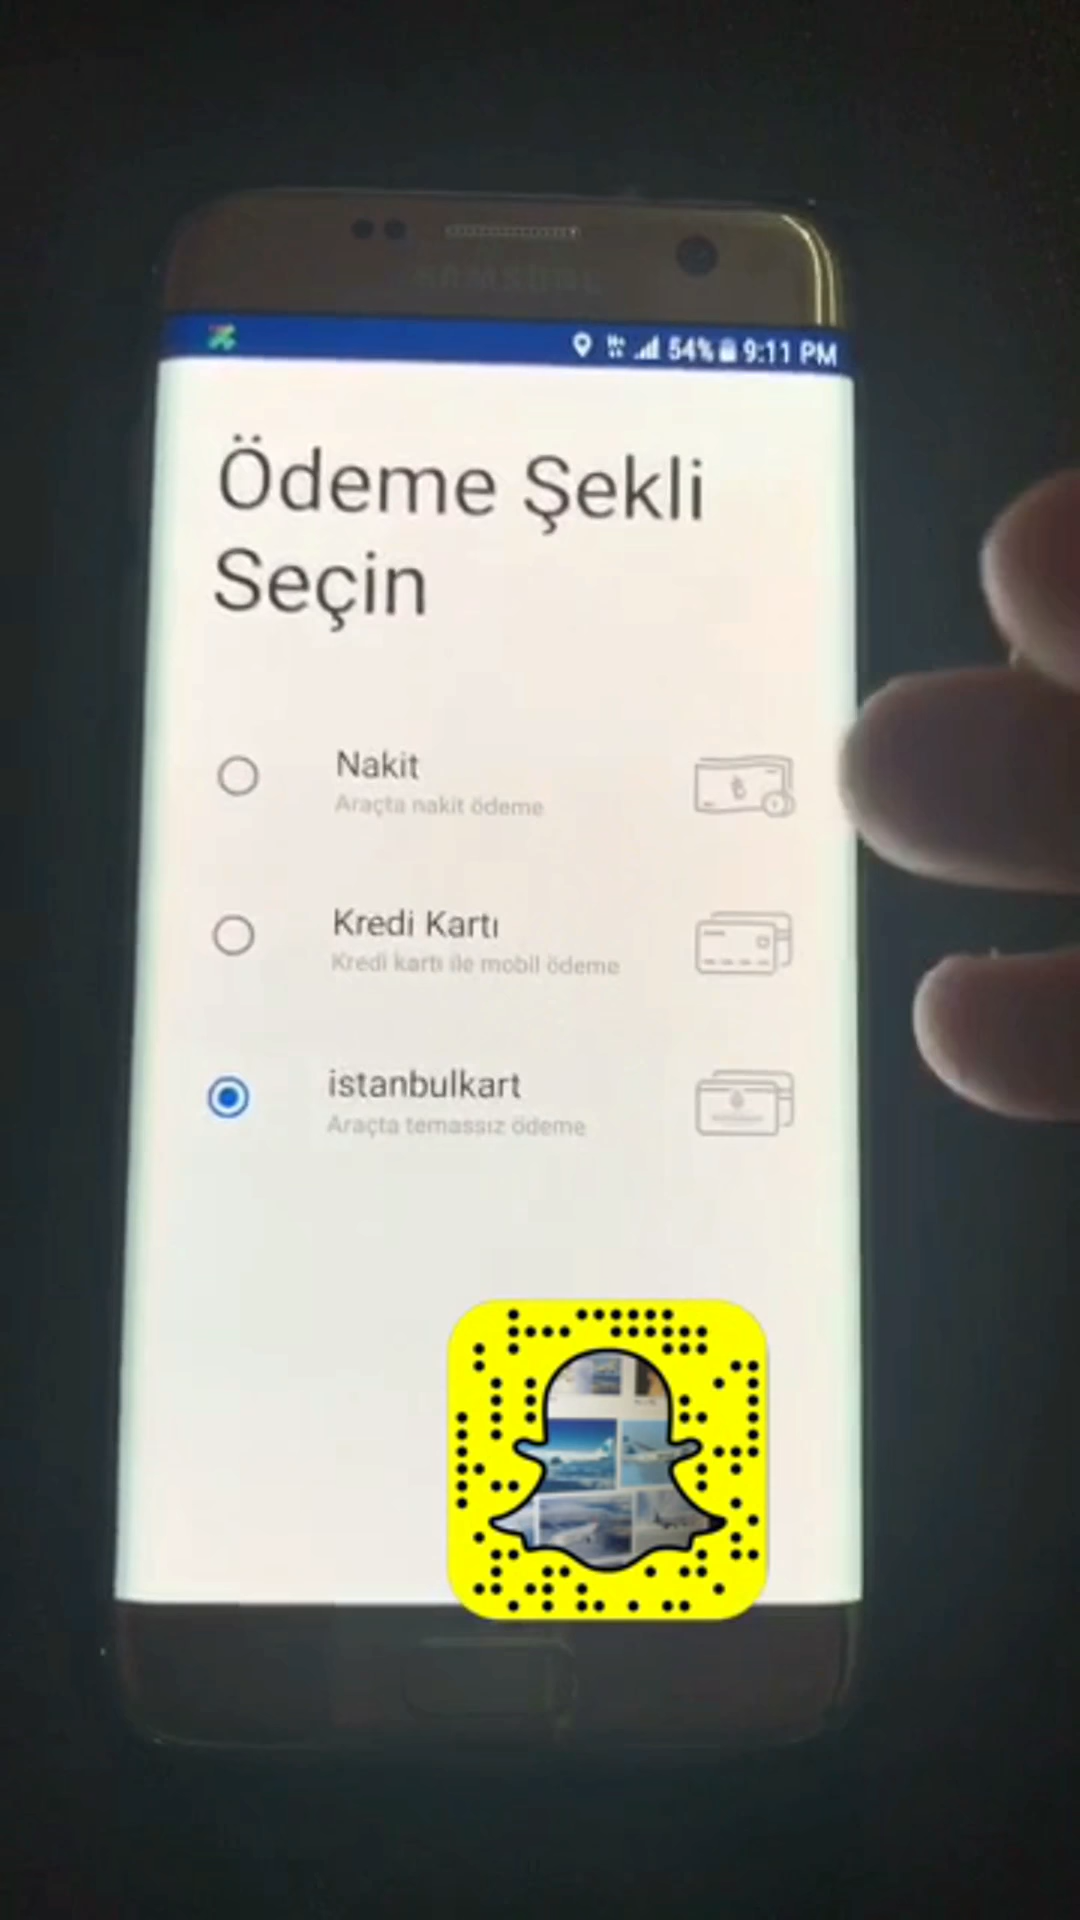 SAMSUNG
54% 9:11 PM
Ödeme Şekli
Seçin
Nakit
Araçta nakit ödeme
Kredi Kartı
Kredi kartı ile mobil ödeme
istanbulkart
Araçta temassız ödeme